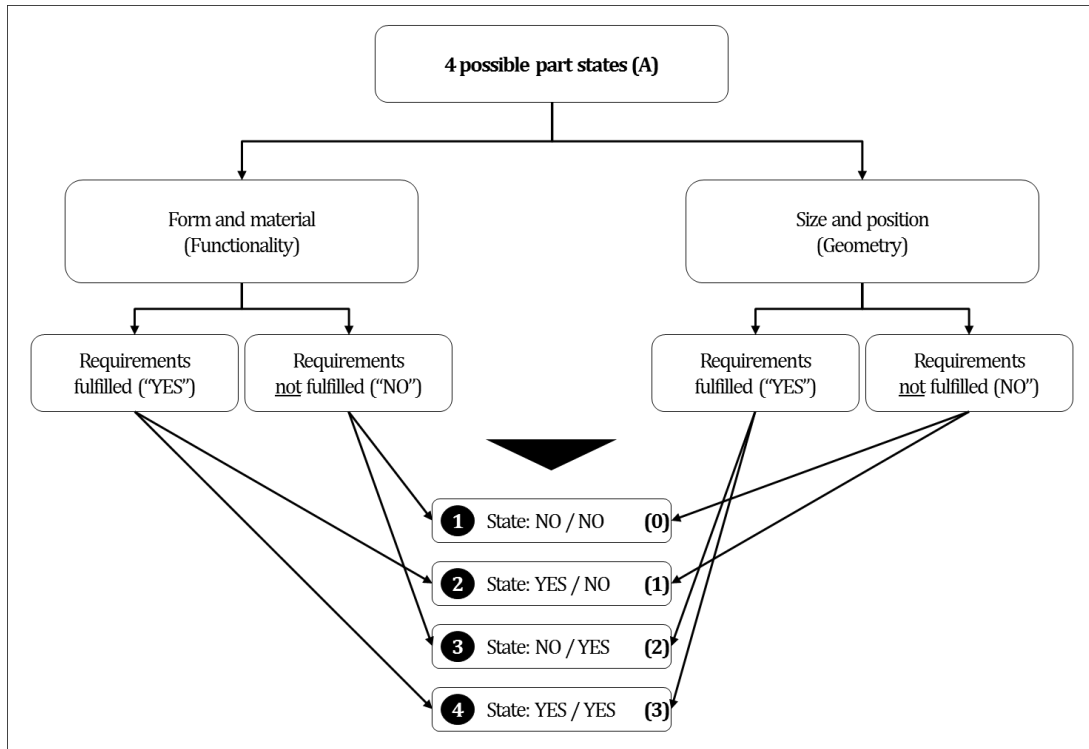 4 possible part states (A)
Form and material
(Functionality)
Size and position
(Geometry)
Requirements
fulfilled (“YES”)
Requirements
not fulfilled (“NO”)
Requirements
fulfilled (“YES”)
Requirements
not fulfilled (NO”)
1 State: NO / NO (0)
2 State: YES / NO (1)
3 State: NO / YES (2)
4 State: YES / YES (3)